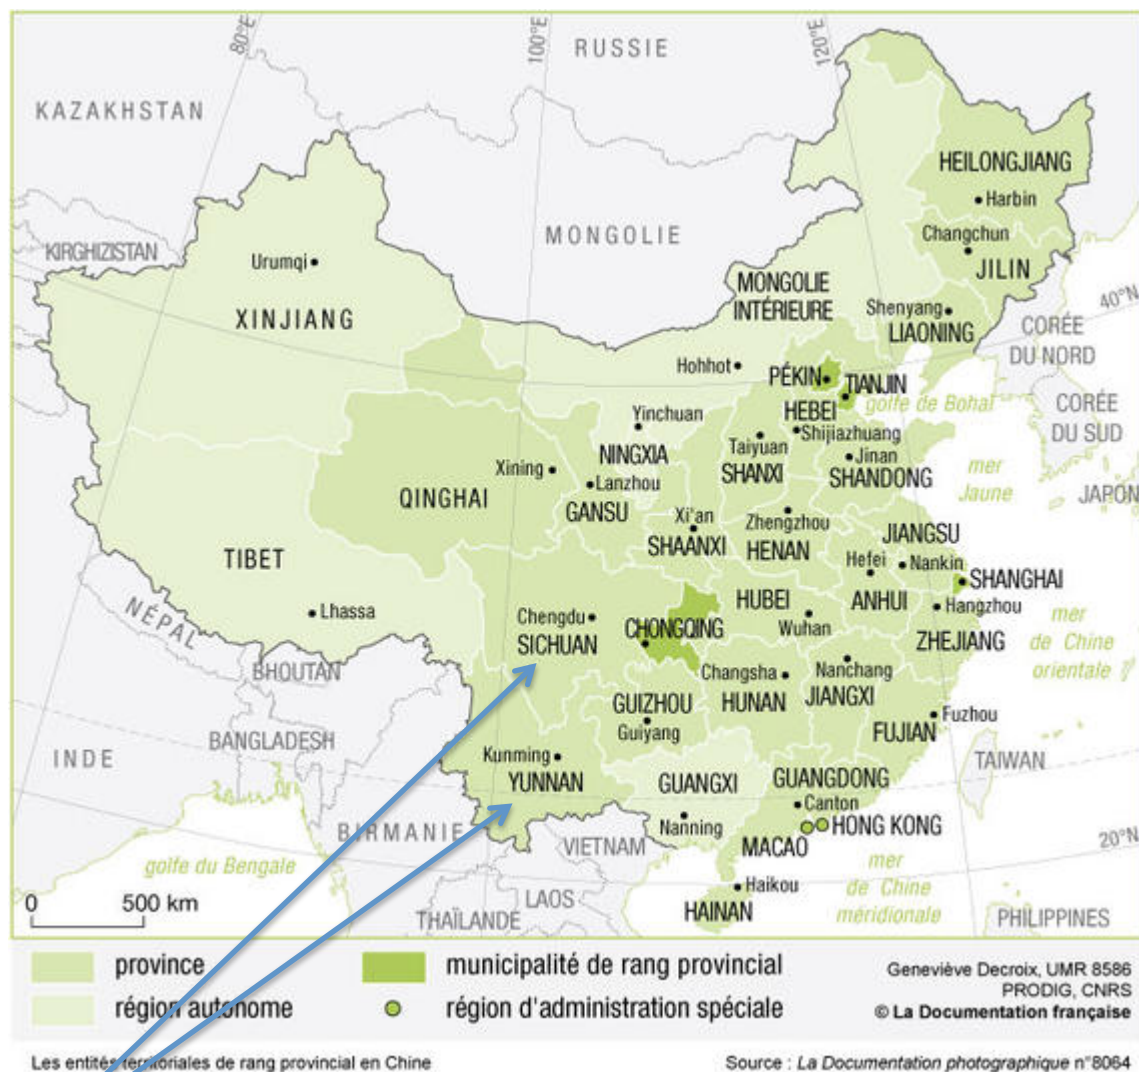 80°E
100°E
120°E
RUSSIE
KAZAKHSTAN
HEILONGJIANG
Harbin
MONGOLIE
Changchun
KIRGHIZISTAN
Urumqi
JILIN
MONGOLIE
INTÉRIEURE
40°N
XINJIANG
Shenyang
LIAONING
CORÉE
DU NORD
Hohhot
PÉKIN
TIANJIN
HEBEI
golfe de Bohai
CORÉE
DU SUD
Yinchuan
Shijiazhuang
Taiyuan
NINGXIA
Jinan
Xining
SHANXI
SHANDONG
mer
Jaune
Lanzhou
JAPON
QINGHAI
GANSU
Xi'an
Zhengzhou
JIANGSU
SHAANXI
HENAN
TIBET
Hefei
Nankin
SHANGHAI
NÉPAL
Lhassa
Chengdu
CHONGQING
HUBEI
ANHUI
Hangzhou
Wuhan
mer
de Chine
orientale
SICHUAN
ZHEJIANG
BHOUTAN
Changsha
Nanchang
GUIZHOU
HUNAN
JIANGXI
Guiyang
Fuzhou
FUJIAN
BANGLADESH
INDE
Kunming
TAIWAN
YUNNAN
GUANGXI
GUANGDONG
Canton
BIRMANIE
Nanning
HONG KONG
VIETNAM
MACAO
20°N
golfe du Bengale
mer
de Chine
méridionale
Haikou
LAOS
0 500 km
HAINAN
THAÏLANDE
PHILIPPINES
province
municipalité de rang provincial
région autonome
région d'administration spéciale
Geneviève Decroix, UMR 8586
PRODIG, CNRS
© La Documentation française
Les entités territoriales de rang provincial en Chine
Source : La Documentation photographique n°8064